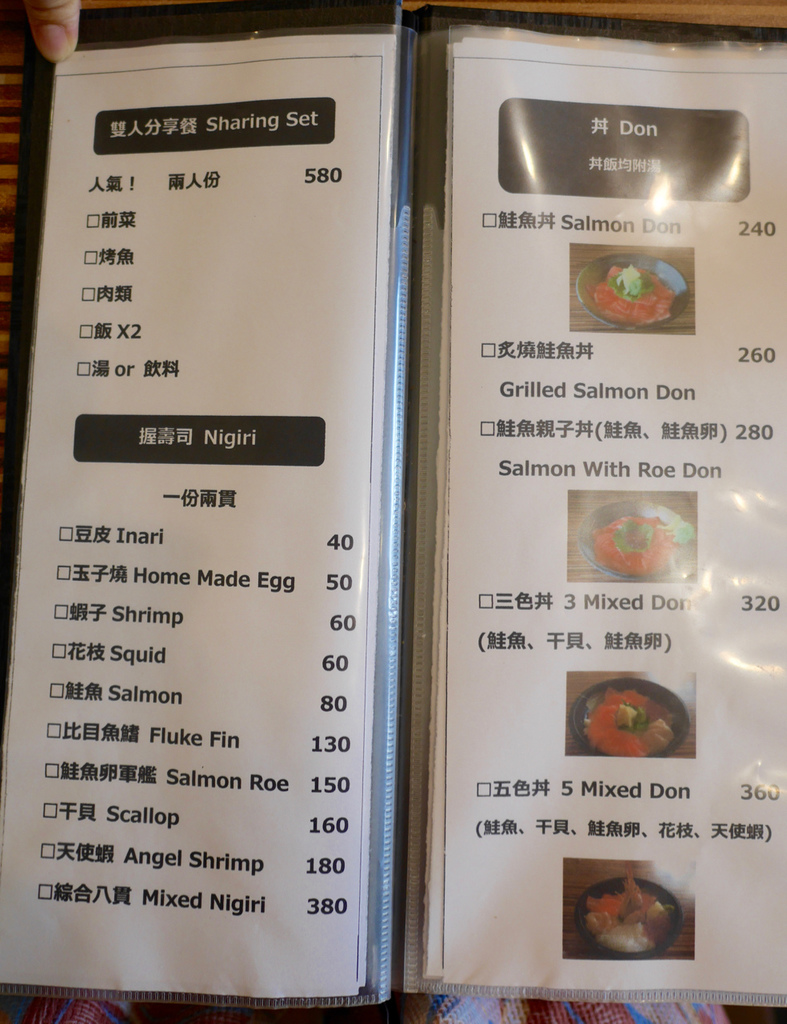 雙人分享餐 Sharing Set
人氣！ 兩人份 580
□前菜
□烤魚
□肉類
□飯 X2
□湯 or 飲料
握壽司 Nigiri
一份兩貫
□豆皮 Inari 40
□玉子燒 Home Made Egg 50
□蝦子 Shrimp 60
□花枝 Squid 60
□鮭魚 Salmon 80
□比目魚鰭 Fluke Fin 130
□鮭魚卵軍艦 Salmon Roe 150
□干貝 Scallop 160
□天使蝦 Angel Shrimp 180
□綜合八貫 Mixed Nigiri 380
丼 Don
丼飯均附湯
□鮭魚丼 Salmon Don 240
□炙燒鮭魚丼 260
Grilled Salmon Don
□鮭魚親子丼(鮭魚、鮭魚卵) 280
Salmon With Roe Don
□三色丼 3 Mixed Don 320
(鮭魚、干貝、鮭魚卵)
□五色丼 5 Mixed Don 360
(鮭魚、干貝、鮭魚卵、花枝、天使蝦)